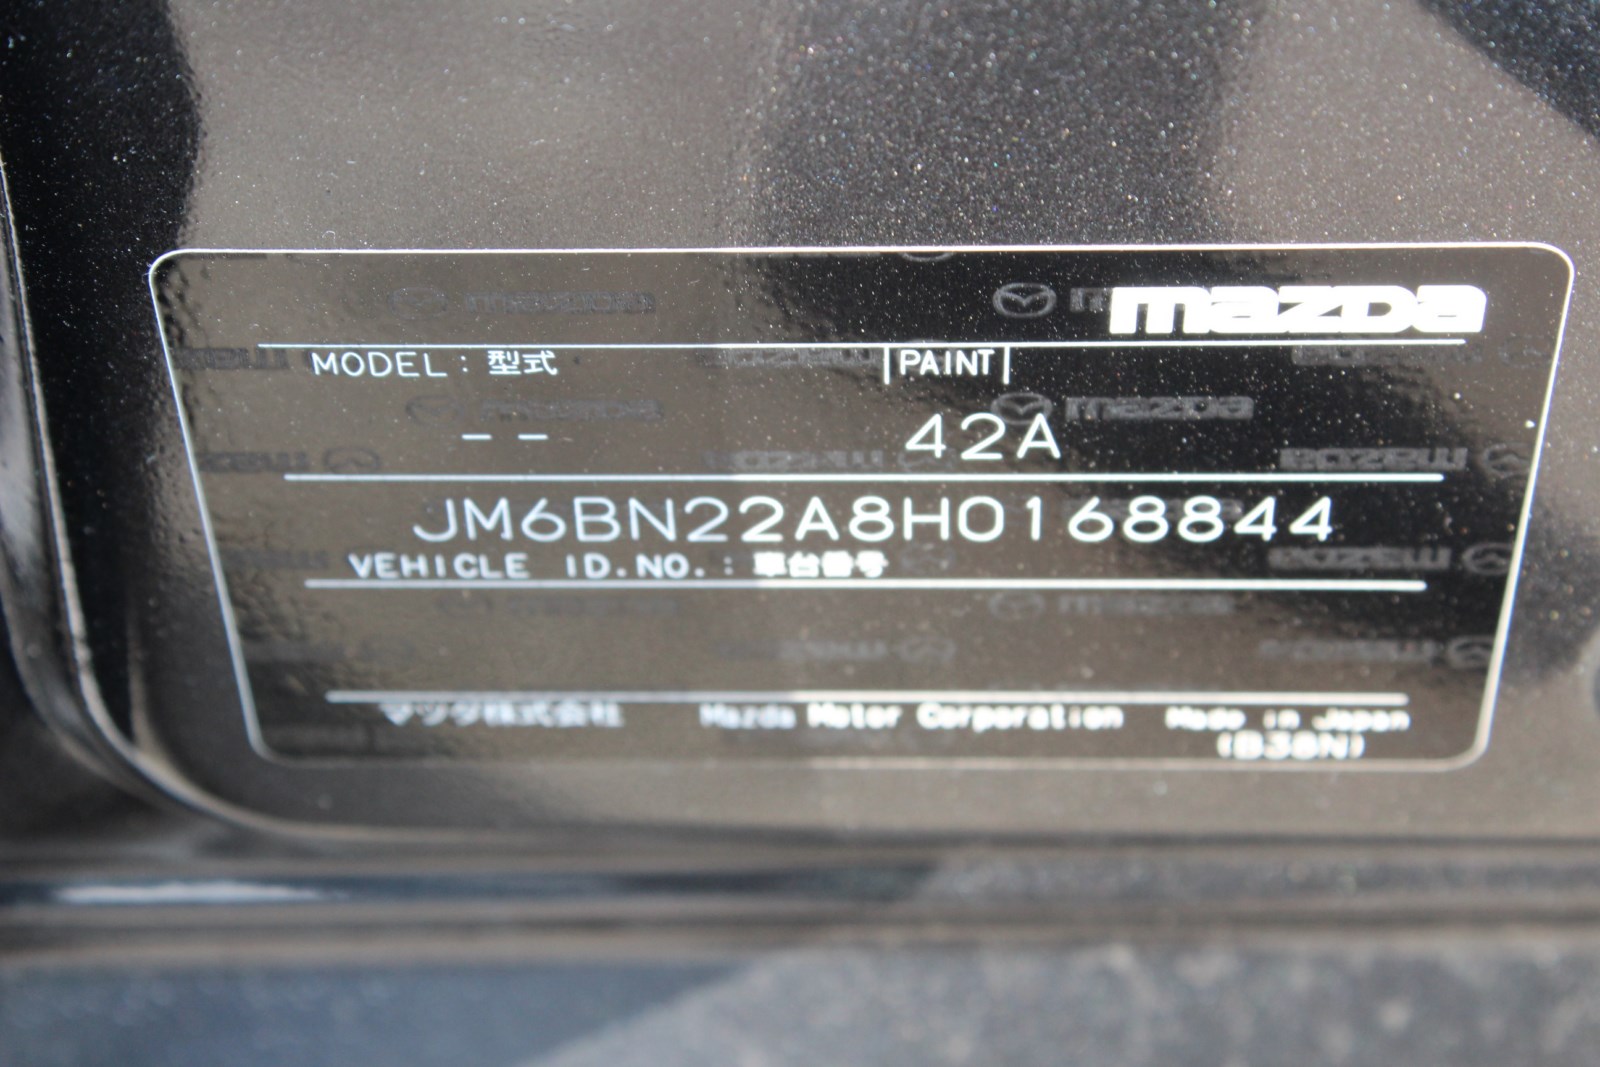 mazda
MODEL: 型式 PAINT
-- 42A
JM6BN22A8H0168844
VEHICLE ID.NO.: 車台番号
マツダ株式会社 Mazda Motor Corporation Made in Japan
(B38N)